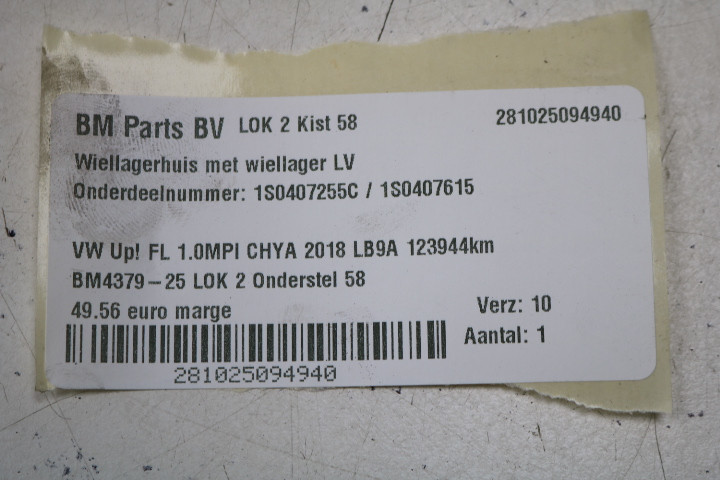 BM Parts BV LOK 2 Kist 58 281025094940
Wiellagerhuis met wiellager LV
Onderdeelnummer: 1S0407255C / 1S0407615
VW Up! FL 1.0MPI CHYA 2018 LB9A 123944km
BM4379-25 LOK 2 Onderstel 58
49.56 euro marge Verz: 10
Aantal: 1
281025094940